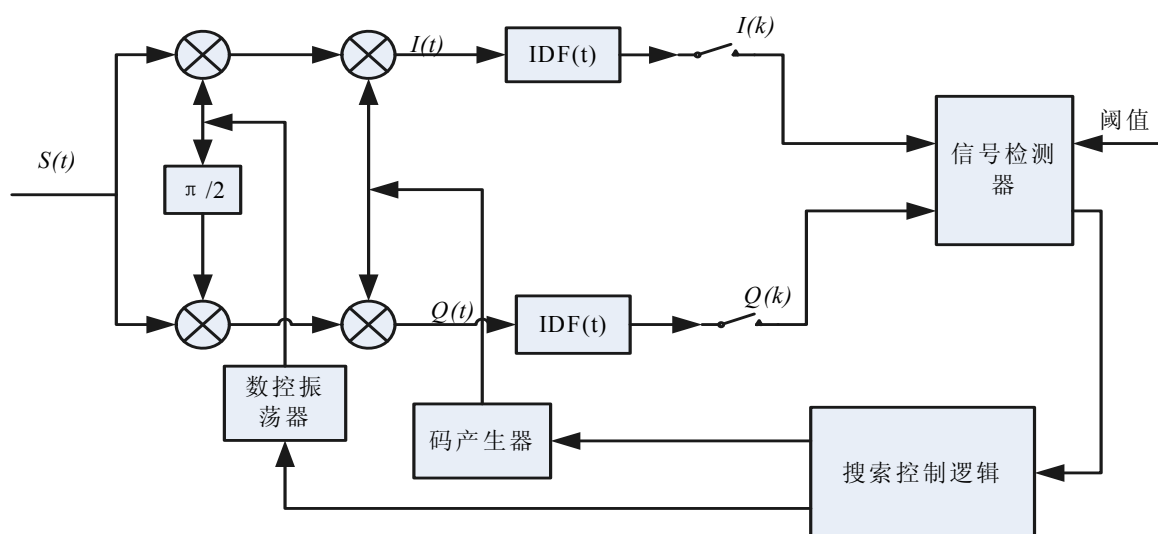 I(t)
IDF(t)
I(k)
阈值
信号检测
器
S(t)
π/2
Q(t)
IDF(t)
Q(k)
数控振
荡器
码产生器
搜索控制逻辑